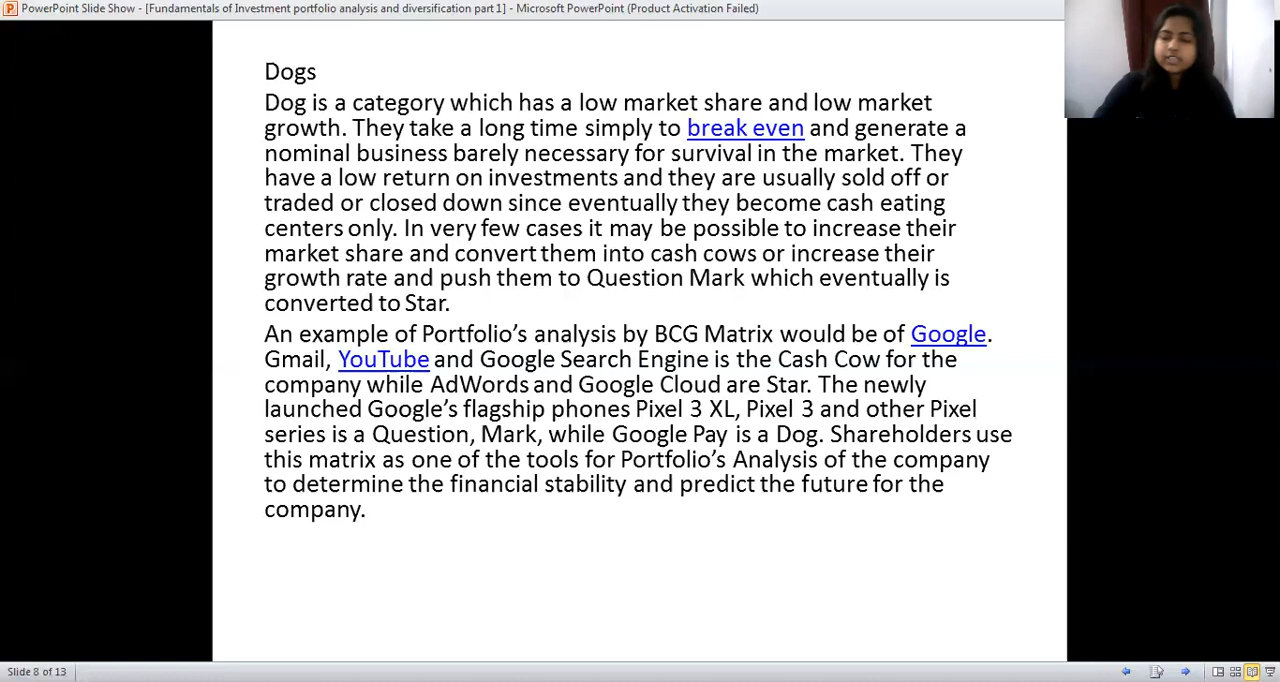 PowerPoint Slide Show - [Fundamentals of Investment portfolio analysis and diversification part 1] - Microsoft PowerPoint (Product Activation Failed)
Dogs
Dog is a category which has a low market share and low market
growth. They take a long time simply to break even and generate a
nominal business barely necessary for survival in the market. They
have a low return on investments and they are usually sold off or
traded or closed down since eventually they become cash eating
centers only. In very few cases it may be possible to increase their
market share and convert them into cash cows or increase their
growth rate and push them to Question Mark which eventually is
converted to Star.
An example of Portfolio’s analysis by BCG Matrix would be of Google.
Gmail, YouTube and Google Search Engine is the Cash Cow for the
company while AdWords and Google Cloud are Star. The newly
launched Google’s flagship phones Pixel 3 XL, Pixel 3 and other Pixel
series is a Question, Mark, while Google Pay is a Dog. Shareholders use
this matrix as one of the tools for Portfolio’s Analysis of the company
to determine the financial stability and predict the future for the
company.
Slide 8 of 13